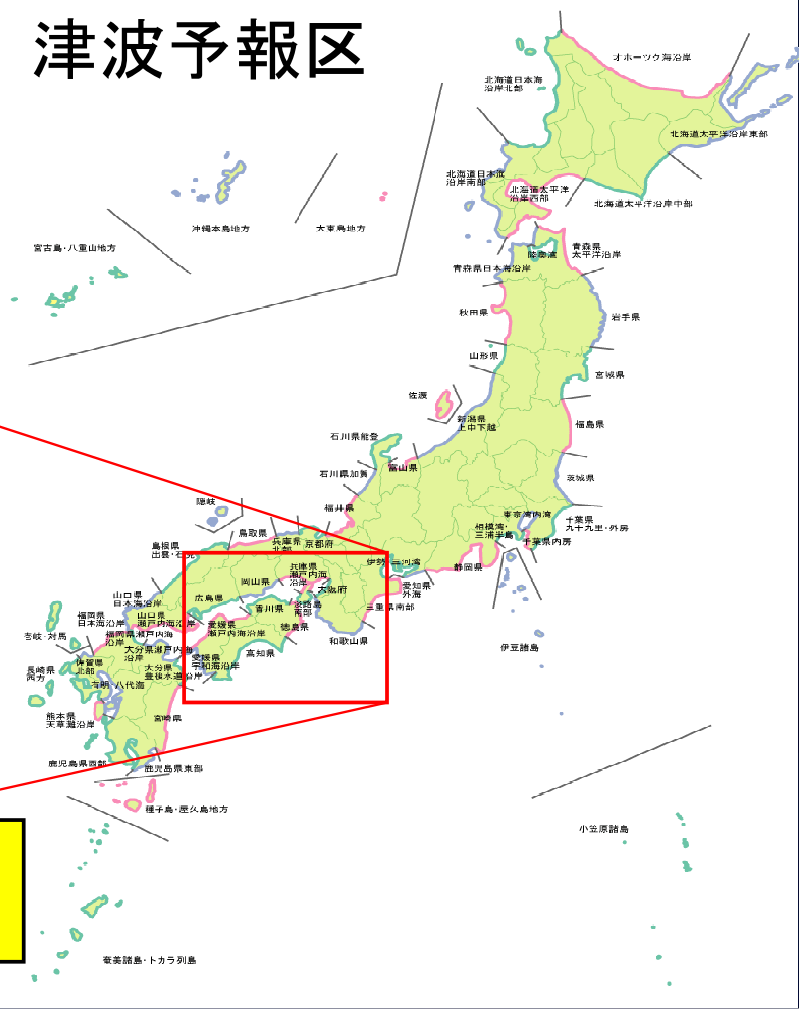 津波予報区
オホーツク海沿岸
北海道日本海
沿岸北部
北海道太平洋沿岸東部
北海道日本海
沿岸南部
北海道太平洋
沿岸西部
北海道太平洋沿岸中部
沖縄本島地方
大東島地方
宮古島・八重山地方
陸奥湾
青森県
太平洋沿岸
青森県日本海沿岸
秋田県
岩手県
山形県
宮城県
佐渡
新潟県
上中下越
福島県
石川県能登
富山県
石川県加賀
茨城県
隠岐
福井県
東京湾内湾
千葉県
九十九里・外房
相模湾・
三浦半島
千葉県内房
鳥取県
兵庫県
北部
京都府
島根県
出雲・石見
伊勢・三河湾
静岡県
兵庫県
瀬戸内海
沿岸
岡山県
大阪府
愛知県
外海
山口県
日本海沿岸
広島県
香川県
淡路島
南部
三重県南部
福岡県
日本海沿岸
山口県
瀬戸内海沿岸
愛媛県
瀬戸内海沿岸
徳島県
和歌山県
壱岐・対馬
福岡県瀬戸内海
沿岸
大分県瀬戸内海
沿岸
高知県
伊豆諸島
佐賀県
北部
大分県
豊後水道沿岸
愛媛県
宇和海沿岸
長崎県
西方
有明・八代海
熊本県
天草灘沿岸
宮崎県
鹿児島県西部
鹿児島県東部
種子島・屋久島地方
小笠原諸島
奄美諸島・トカラ列島